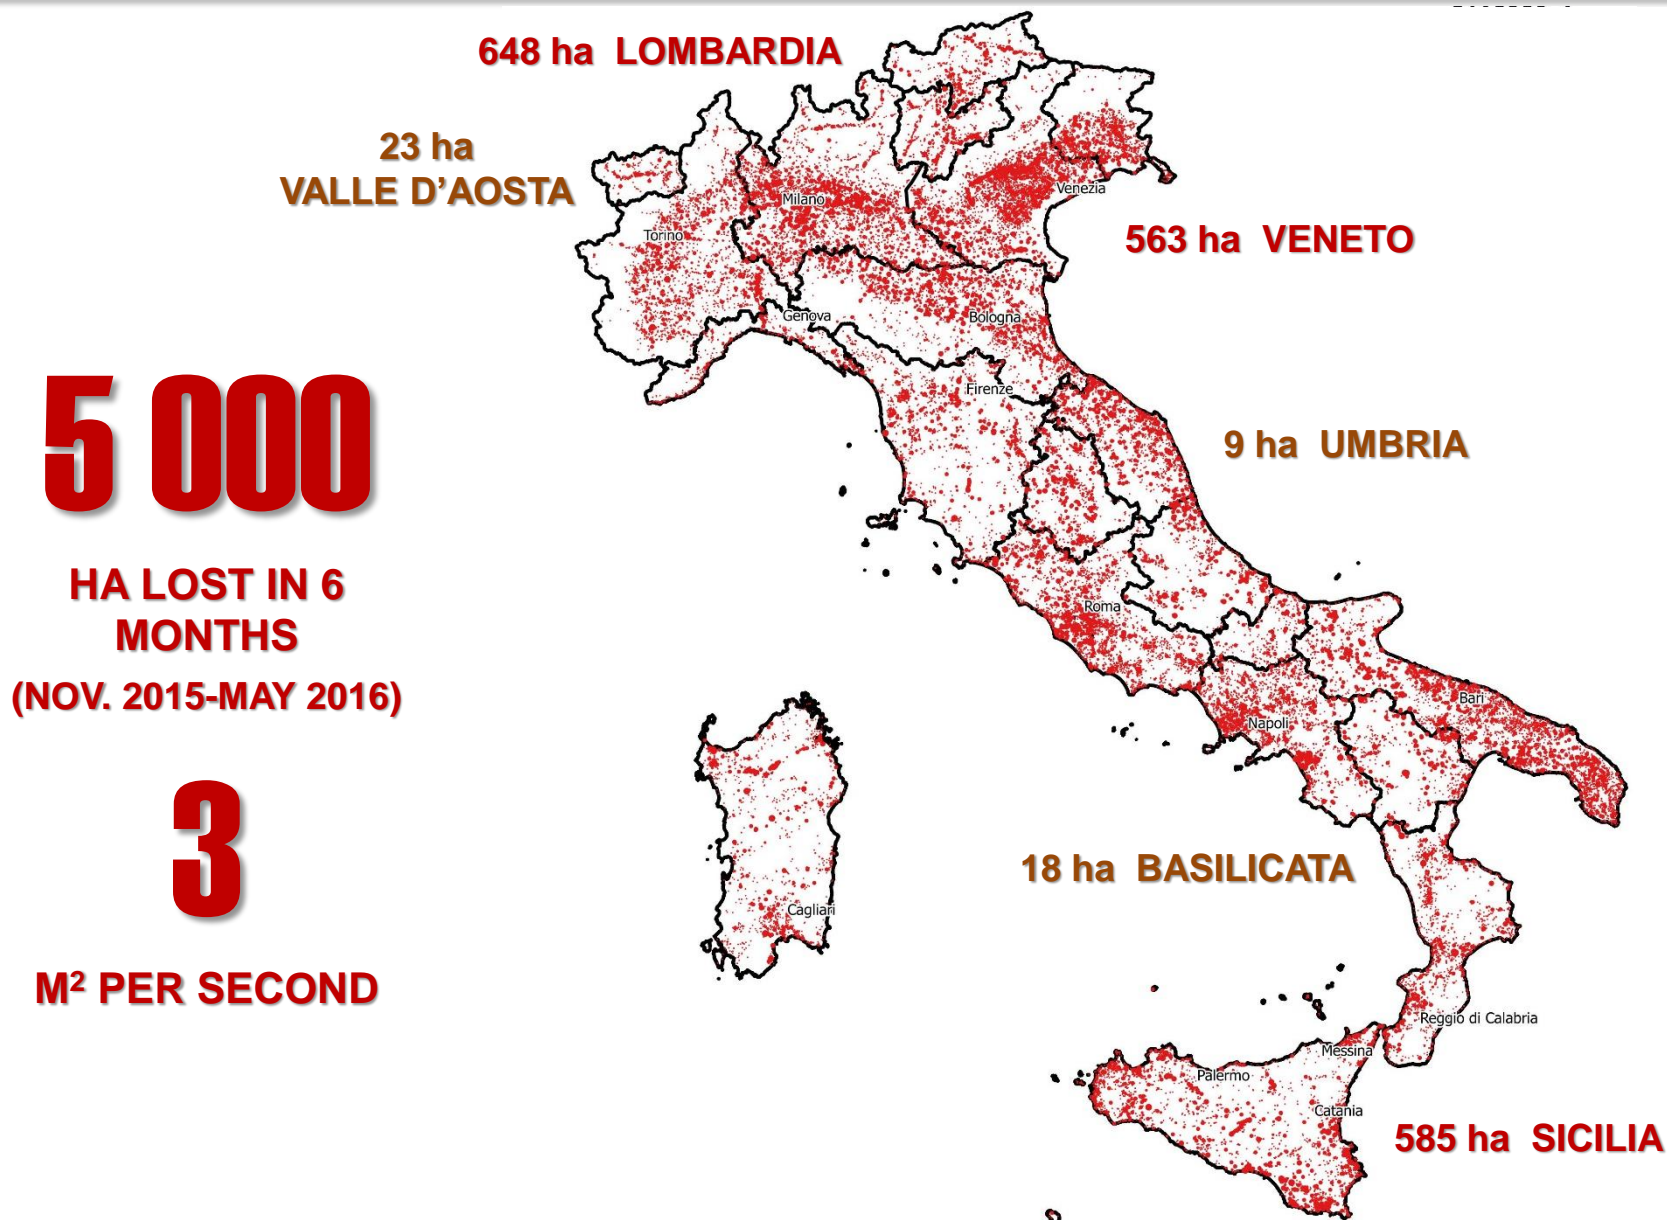 648 ha LOMBARDIA
23 ha
VALLE D’AOSTA
Milano
Venezia
Torino
563 ha VENETO
Genova
Bologna
5 000
Firenze
9 ha UMBRIA
HA LOST IN 6
MONTHS
(NOV. 2015-MAY 2016)
Roma
Bari
Napoli
3
18 ha BASILICATA
Cagliari
M² PER SECOND
Reggio di Calabria
Messina
Palermo
Catania
585 ha SICILIA